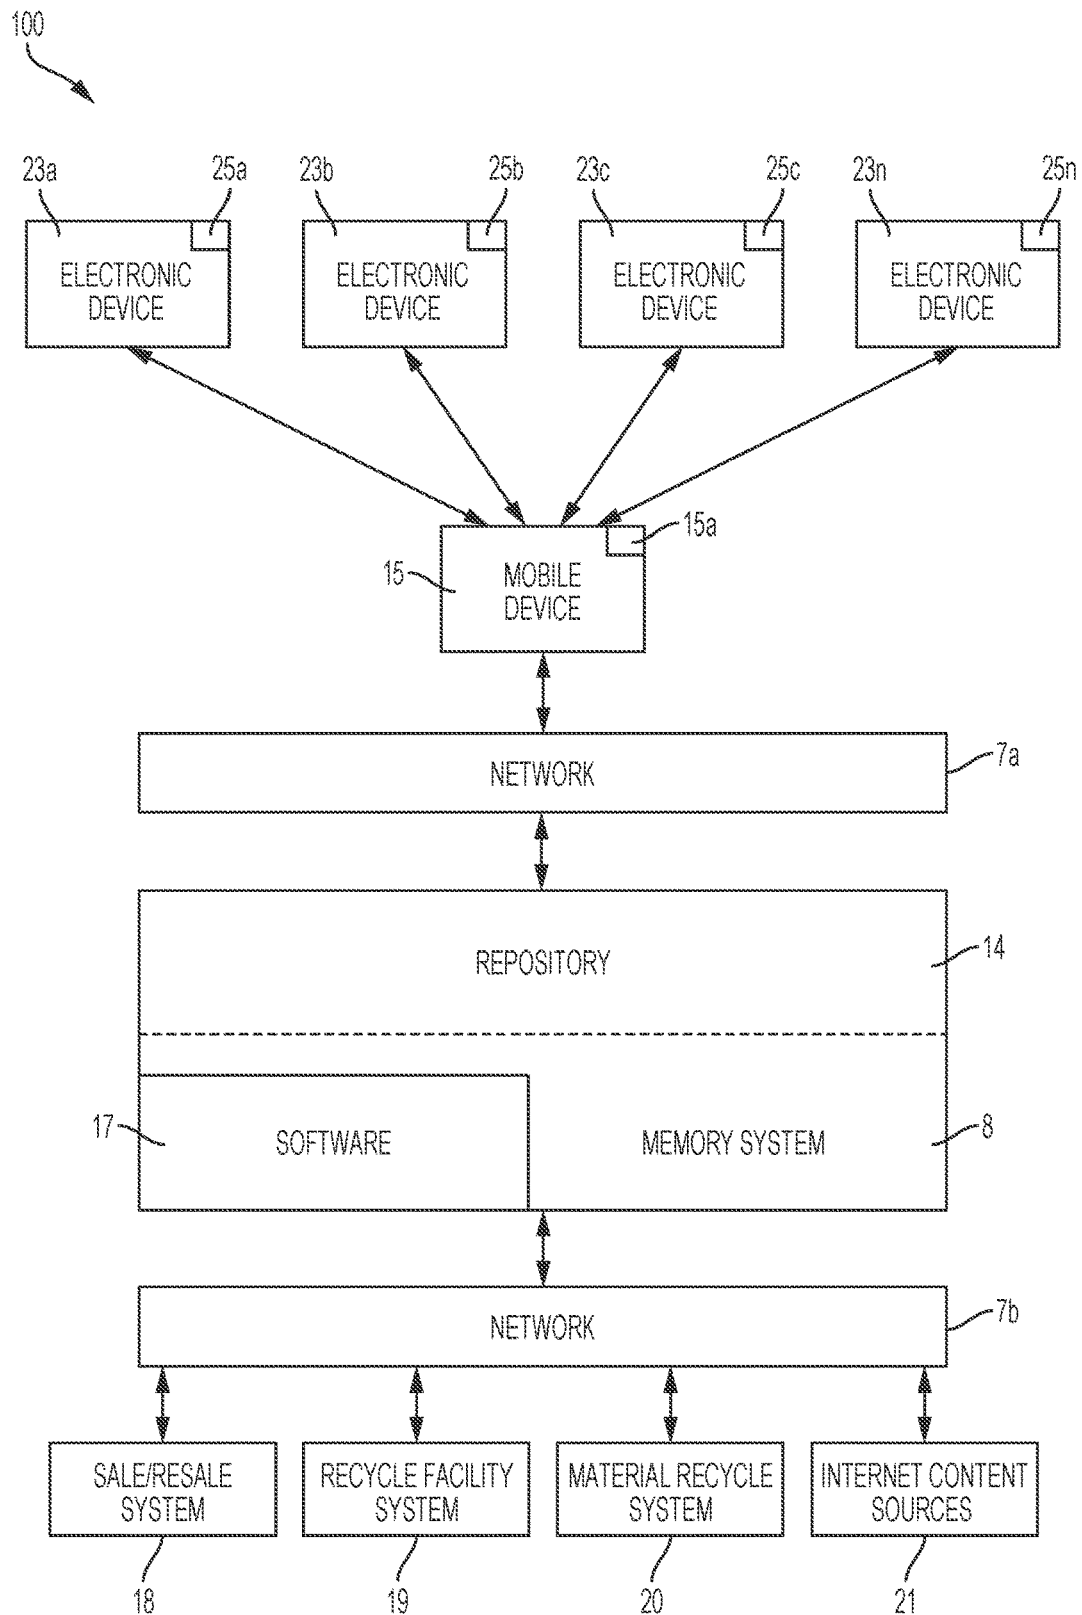 100
23a 25a 23b 25b 23c 25c 23n 25n
ELECTRONIC ELECTRONIC ELECTRONIC ELECTRONIC
DEVICE DEVICE DEVICE DEVICE
15a
15
MOBILE
DEVICE
NETWORK
7a
REPOSITORY
14
17
SOFTWARE
MEMORY SYSTEM
8
NETWORK
7b
SALE/RESALE
SYSTEM
RECYCLE FACILITY
SYSTEM
MATERIAL RECYCLE
SYSTEM
INTERNET CONTENT
SOURCES
18 19 20 21